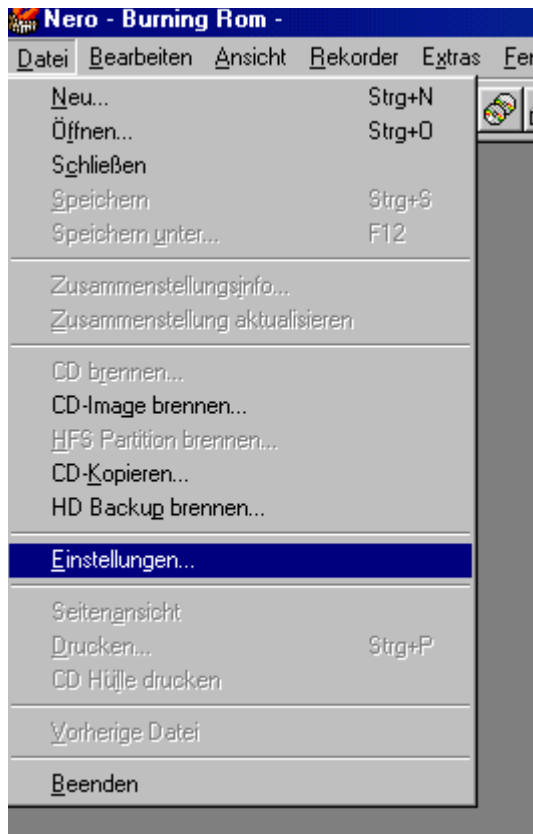 Nero - Burning Rom -
Datei Bearbeiten Ansicht Rekorder Extras Fen
Neu... Strg+N
Öffnen... Strg+O
Schließen
Speichern Strg+S
Speichern unter... F12
Zusammenstellungsinfo...
Zusammenstellung aktualisieren
CD brennen...
CD-Image brennen...
HFS Partition brennen...
CD-Kopieren...
HD Backup brennen...
Einstellungen...
Seitenansicht
Drucken... Strg+P
CD Hülle drucken
Vorherige Datei
Beenden